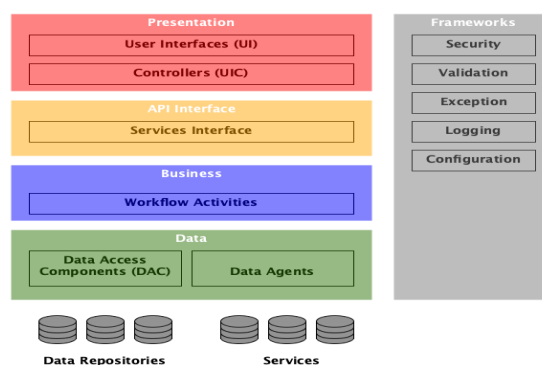 Presentation
User Interfaces (UI)
Controllers (UIC)
API Interface
Services Interface
Business
Workflow Activities
Data
Data Access
Components (DAC)
Data Agents
Data Repositories
Services
Frameworks
Security
Validation
Exception
Logging
Configuration